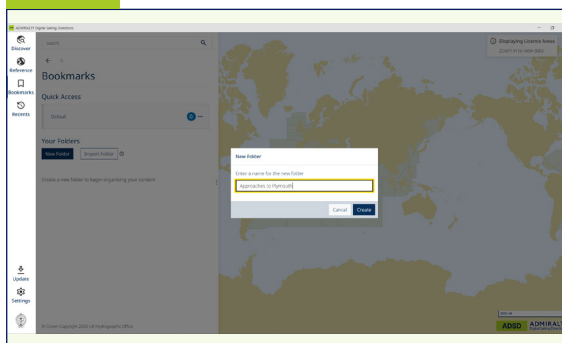 ADMIRALTY Digital Sailing Directions
Discover
Reference
Bookmarks
Recents
Update
Settings
Search
Bookmarks
Quick Access
Default
0
Your Folders
New Folder
Import Folder
Create a new folder to begin organising your content
© Crown Copyright 2025 UK Hydrographic Office
New Folder
Enter a name for the new folder
Approaches to Plymouth
Cancel
Create
Displaying Licence Areas
Zoom in to view data
ADSD
ADMIRALTY